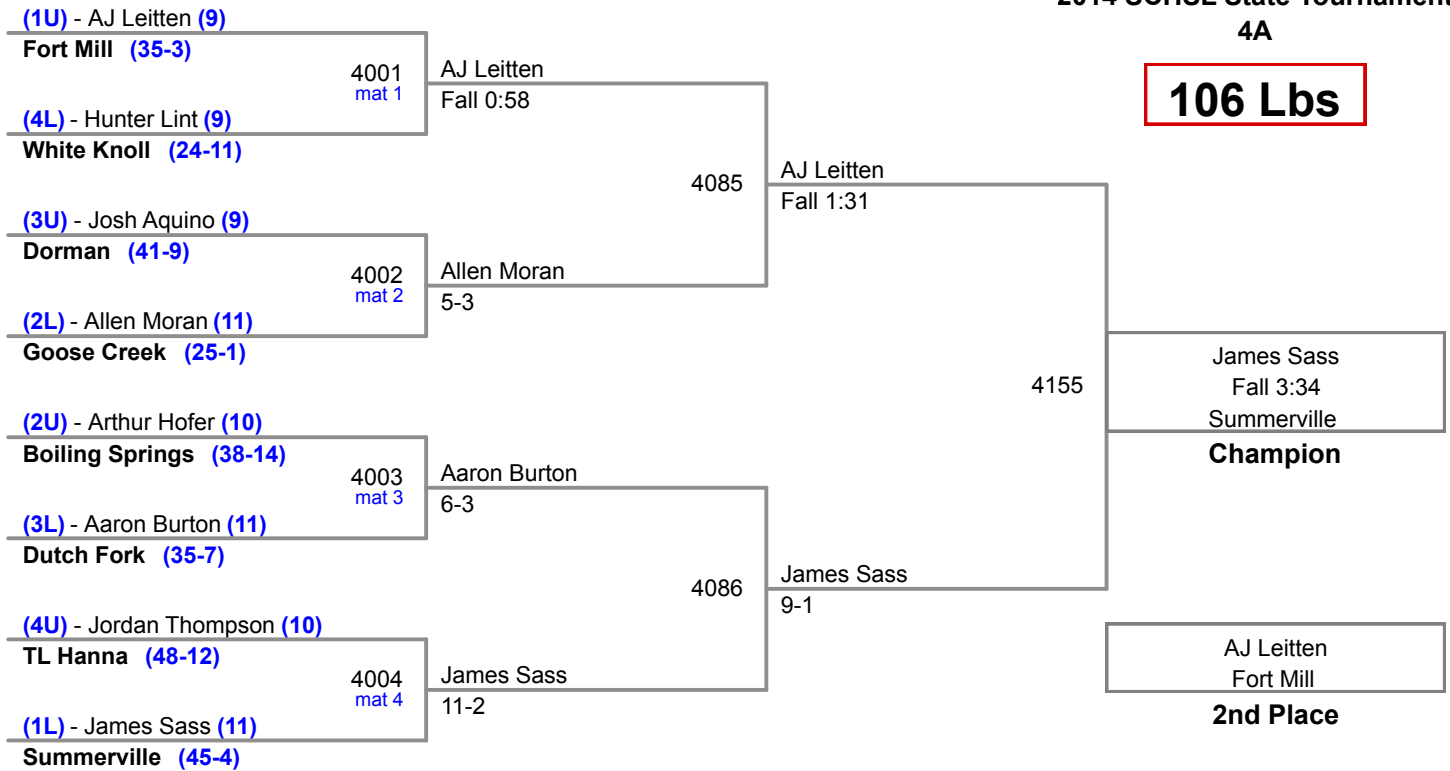 2014 SCHSL State Tournament
4A
106 Lbs
(1U) - AJ Leitten (9)
Fort Mill (35-3)
4001
mat 1
(4L) - Hunter Lint (9)
White Knoll (24-11)
AJ Leitten
Fall 0:58
(3U) - Josh Aquino (9)
Dorman (41-9)
4002
mat 2
(2L) - Allen Moran (11)
Goose Creek (25-1)
Allen Moran
5-3
4085
AJ Leitten
Fall 1:31
(2U) - Arthur Hofer (10)
Boiling Springs (38-14)
4003
mat 3
(3L) - Aaron Burton (11)
Dutch Fork (35-7)
Aaron Burton
6-3
(4U) - Jordan Thompson (10)
TL Hanna (48-12)
4004
mat 4
(1L) - James Sass (11)
Summerville (45-4)
James Sass
11-2
4086
James Sass
9-1
4155
James Sass
Fall 3:34
Summerville
Champion
AJ Leitten
Fort Mill
2nd Place